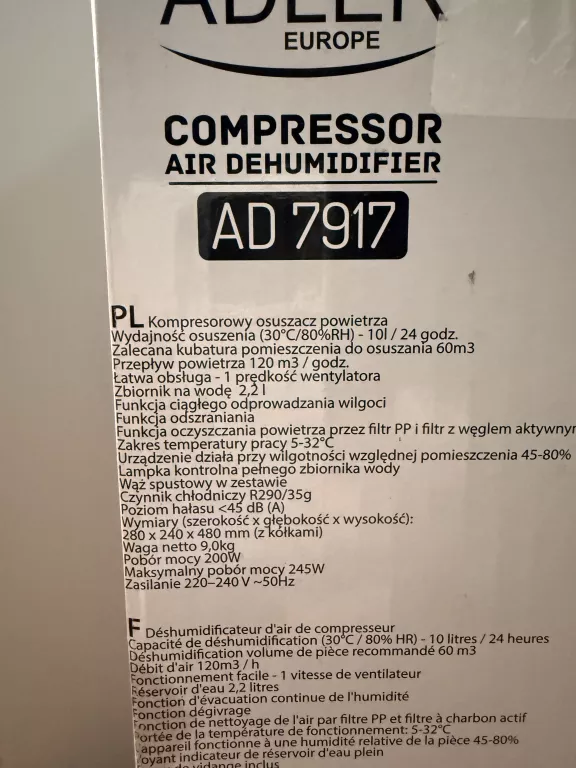 ADLER
EUROPE
COMPRESSOR
AIR DEHUMIDIFIER
AD 7917
PL Kompresorowy osuszacz powietrza
Wydajność osuszenia (30°C/80%RH) - 10l / 24 godz.
Zalecana kubatura pomieszczenia do osuszania 60m3
Przepływ powietrza 120 m3 / godz.
Łatwa obsługa - 1 prędkość wentylatora
Zbiornik na wodę 2,2 l
Funkcja ciągłego odprowadzania wilgoci
Funkcja odszraniania
Funkcja oczyszczania powietrza przez filtr PP i filtr z węglem aktywnym
Zakres temperatury pracy 5-32°C
Urządzenie działa przy wilgotności względnej pomieszczenia 45-80%
Lampka kontrolna pełnego zbiornika wody
Wąż spustowy w zestawie
Czynnik chłodniczy R290/35g
Poziom hałasu <45 dB (A)
Wymiary (szerokość x głębokość x wysokość):
280 x 240 x 480 mm (z kółkami)
Waga netto 9,0kg
Pobór mocy 200W
Maksymalny pobór mocy 245W
Zasilanie 220–240 V ~50Hz
F Déshumidificateur d'air de compresseur
Capacité de déshumidification (30°C / 80% HR) - 10 litres / 24 heures
Déshumidification volume de pièce recommandé 60 m3
Débit d'air 120m3 / h
Fonctionnement facile - 1 vitesse de ventilateur
Réservoir d'eau 2,2 litres
Fonction d'évacuation continue de l'humidité
Fonction dégivrage
Fonction de nettoyage de l'air par filtre PP et filtre à charbon actif
Portée de la température de fonctionnement: 5-32°C
L'appareil fonctionne à une humidité relative de la pièce 45-80%
Voyant indicateur de réservoir d'eau plein
de vidange inclus